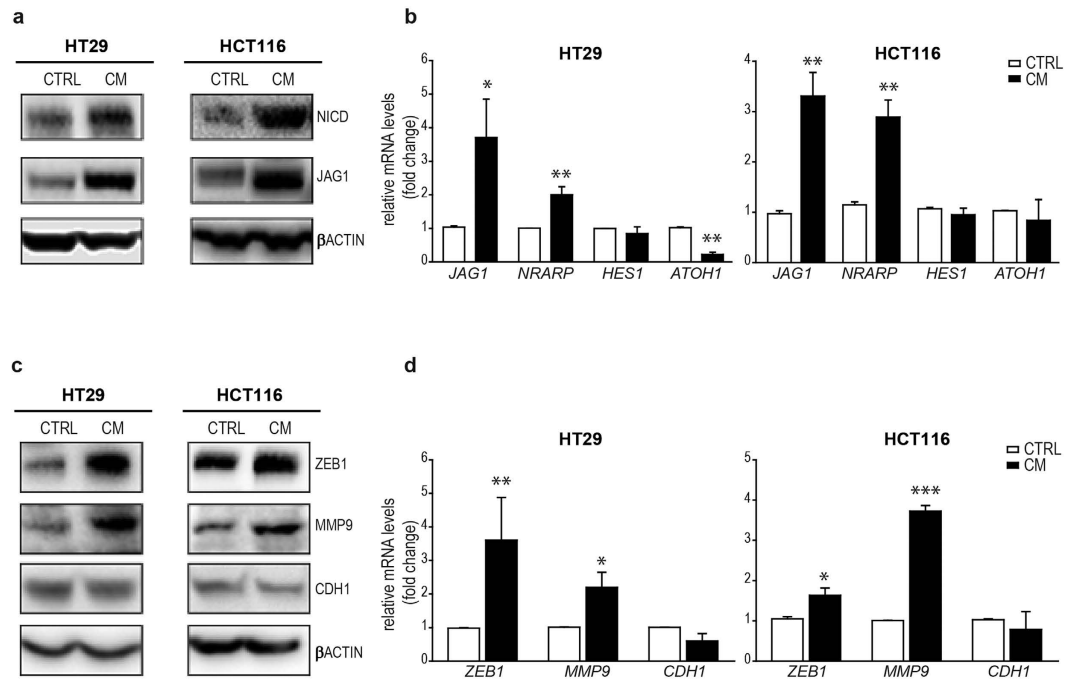 a
HT29 HCT116
CTRL CM CTRL CM
NICD
JAG1
βACTIN
b
HT29
relative mRNA levels
(fold change)
6
5
4
3
2
1
0
* ** **
JAG1 NRARP HES1 ATOH1
HCT116
CTRL
CM
4
3
2
1
0
** **
JAG1 NRARP HES1 ATOH1
c
HT29 HCT116
CTRL CM CTRL CM
ZEB1
MMP9
CDH1
βACTIN
d
HT29
relative mRNA levels
(fold change)
6
5
4
3
2
1
0
** *
ZEB1 MMP9 CDH1
HCT116
CTRL
CM
5
4
3
2
1
0
* ***
ZEB1 MMP9 CDH1